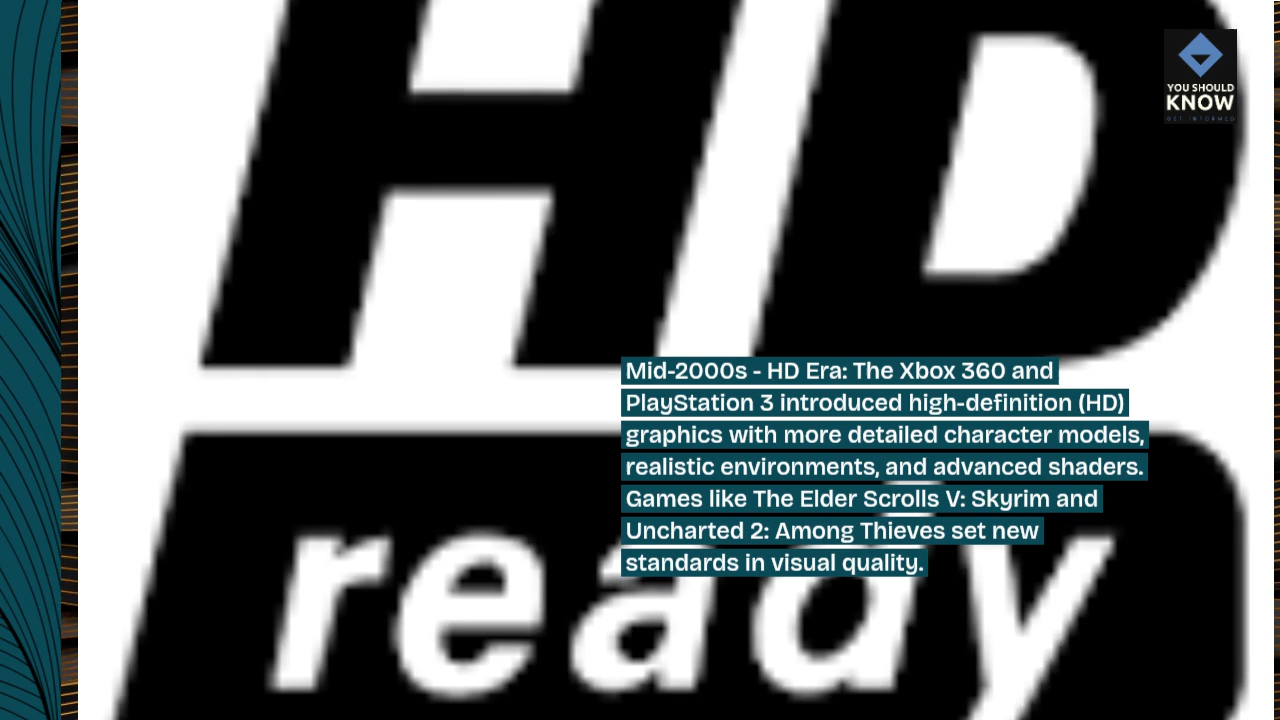 HD
YOU SHOULD
KNOW
GET INFORMED
Mid-2000s - HD Era: The Xbox 360 and
PlayStation 3 introduced high-definition (HD)
graphics with more detailed character models,
realistic environments, and advanced shaders.
Games like The Elder Scrolls V: Skyrim and
Uncharted 2: Among Thieves set new
standards in visual quality.
ready